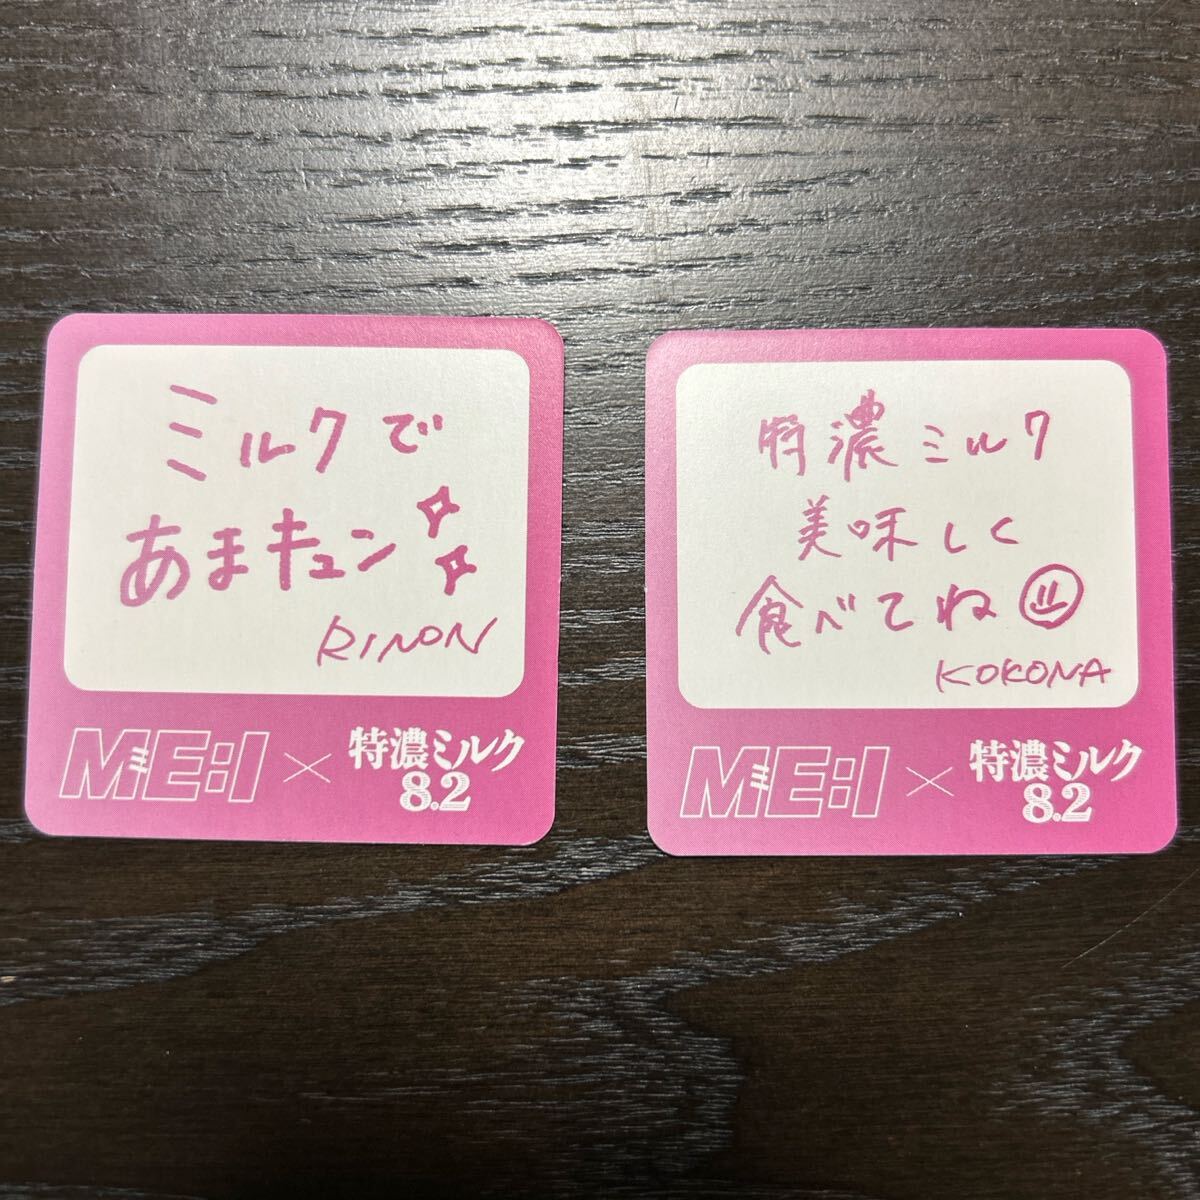 ミルクで
あまキュン
RINON
ME:I × 特濃ミルク
8.2
特濃ミルク
美味しく
食べてね
KOKONA
ME:I × 特濃ミルク
8.2